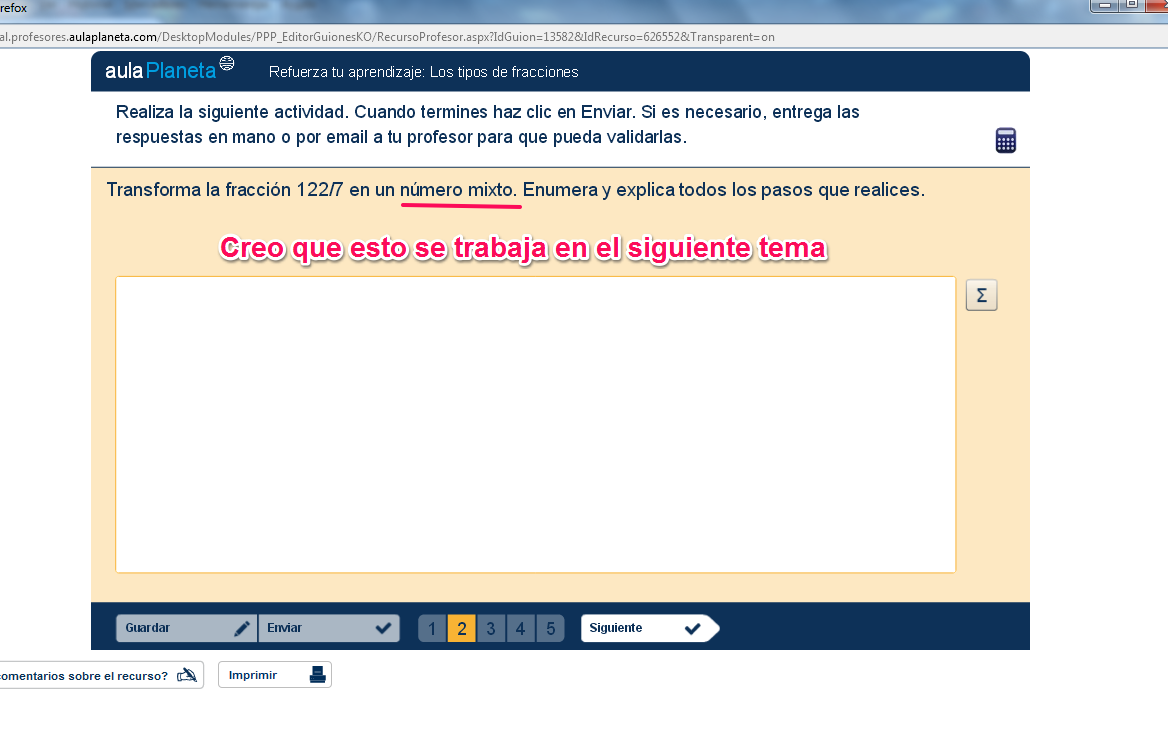 refox
al.profesores.aulaplaneta.com/DesktopModules/PPP_EditorGuionesKO/RecursoProfesor.aspx?IdGuion=13582&IdRecurso=626552&Transparent=on
aulaPlaneta Refuerza tu aprendizaje: Los tipos de fracciones
Realiza la siguiente actividad. Cuando termines haz clic en Enviar. Si es necesario, entrega las
respuestas en mano o por email a tu profesor para que pueda validarlas.
Transforma la fracción 122/7 en un número mixto. Enumera y explica todos los pasos que realices.
Creo que esto se trabaja en el siguiente tema
Σ
Guardar Enviar 1 2 3 4 5 Siguiente
omentarios sobre el recurso? Imprimir